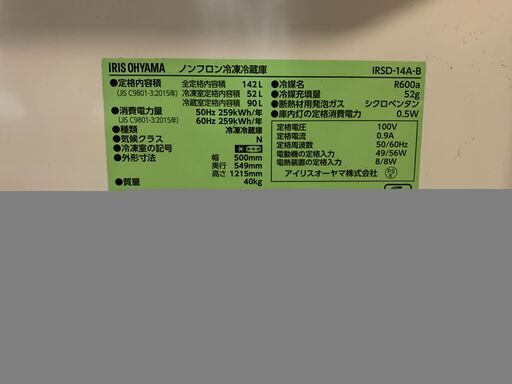 IRIS OHYAMA ノンフロン冷凍冷蔵庫 IRSD-14A-B
●定格内容積 全定格内容積 142L
(JIS C9801-3:2015年) 冷凍室定格内容積 52L
冷蔵室定格内容積 90L
●消費電力量 50Hz 259kWh/年
(JIS C9801-3:2015年) 60Hz 259kWh/年
●種類 冷凍冷蔵庫
●気候クラス N
●冷凍室の記号
●外形寸法 幅 500mm
奥行 549mm
高さ 1215mm
●質量 40kg
●冷媒名 R600a
●冷媒充填量 52g
●断熱材用発泡ガス シクロペンタン
●庫内灯の定格消費電力 0.5W
定格電圧 100V
定格電流 0.9A
定格周波数 50/60Hz
電動機の定格入力 49/56W
電熱装置の定格入力 8/8W
アイリスオーヤマ株式会社